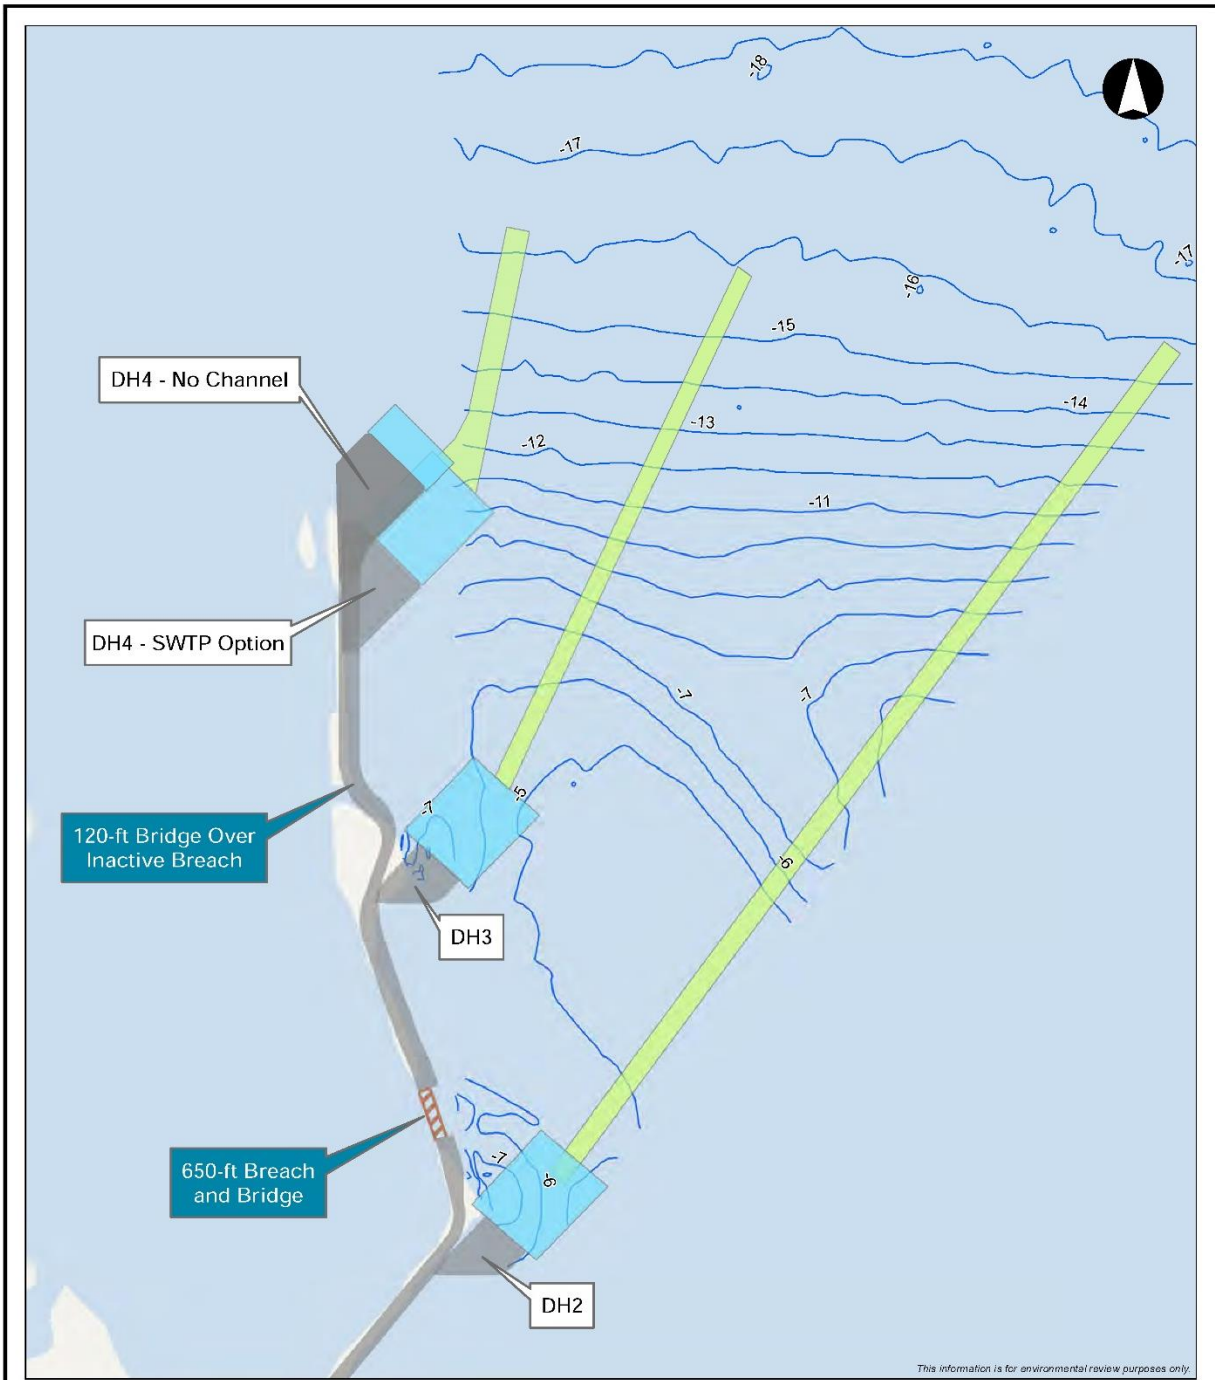 -18
-17
-17
-16
-15
DH4 - No Channel
-14
-13
-12
-11
DH4 - SWTP Option
-7
-7
-7
-5
120-ft Bridge Over
Inactive Breach
-6
DH3
650-ft Breach
and Bridge
-7
-6
DH2
This information is for environmental review purposes only.